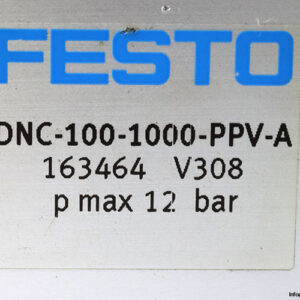 FESTO
DNC-100-1000-PPV-A
163464 V308
p max 12 bar